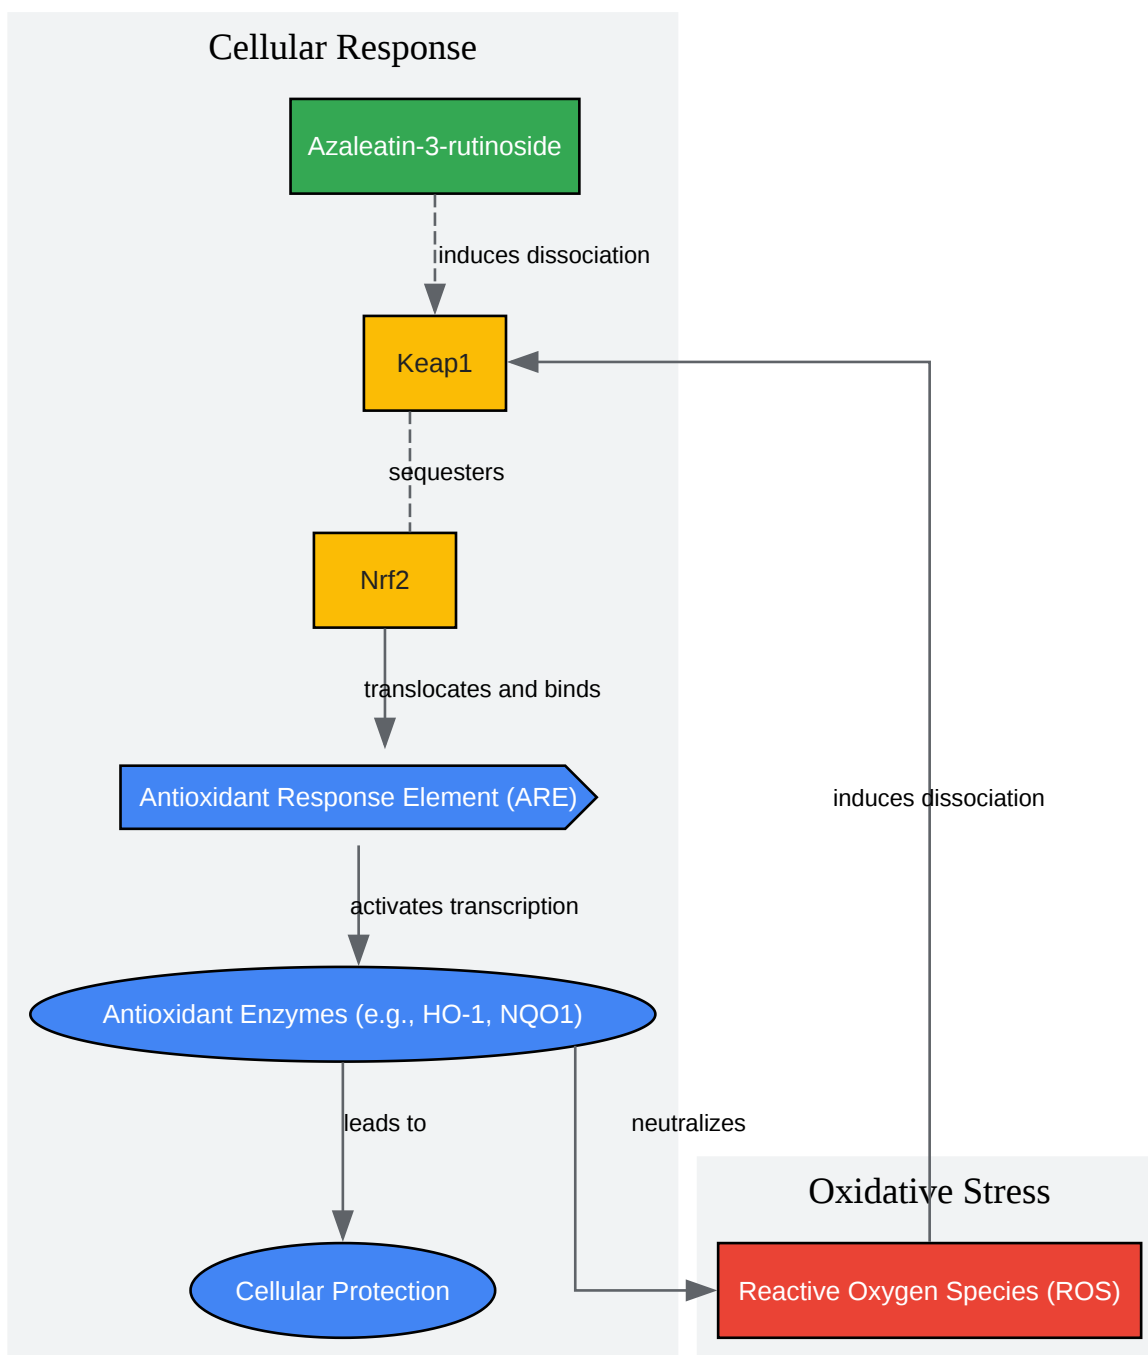 Cellular Response
Azaleatin-3-rutinoside
induces dissociation
Keap1
sequesters
Nrf2
translocates and binds
Antioxidant Response Element (ARE)
induces dissociation
activates transcription
Antioxidant Enzymes (e.g., HO-1, NQO1)
leads to
neutralizes
Oxidative Stress
Cellular Protection
Reactive Oxygen Species (ROS)